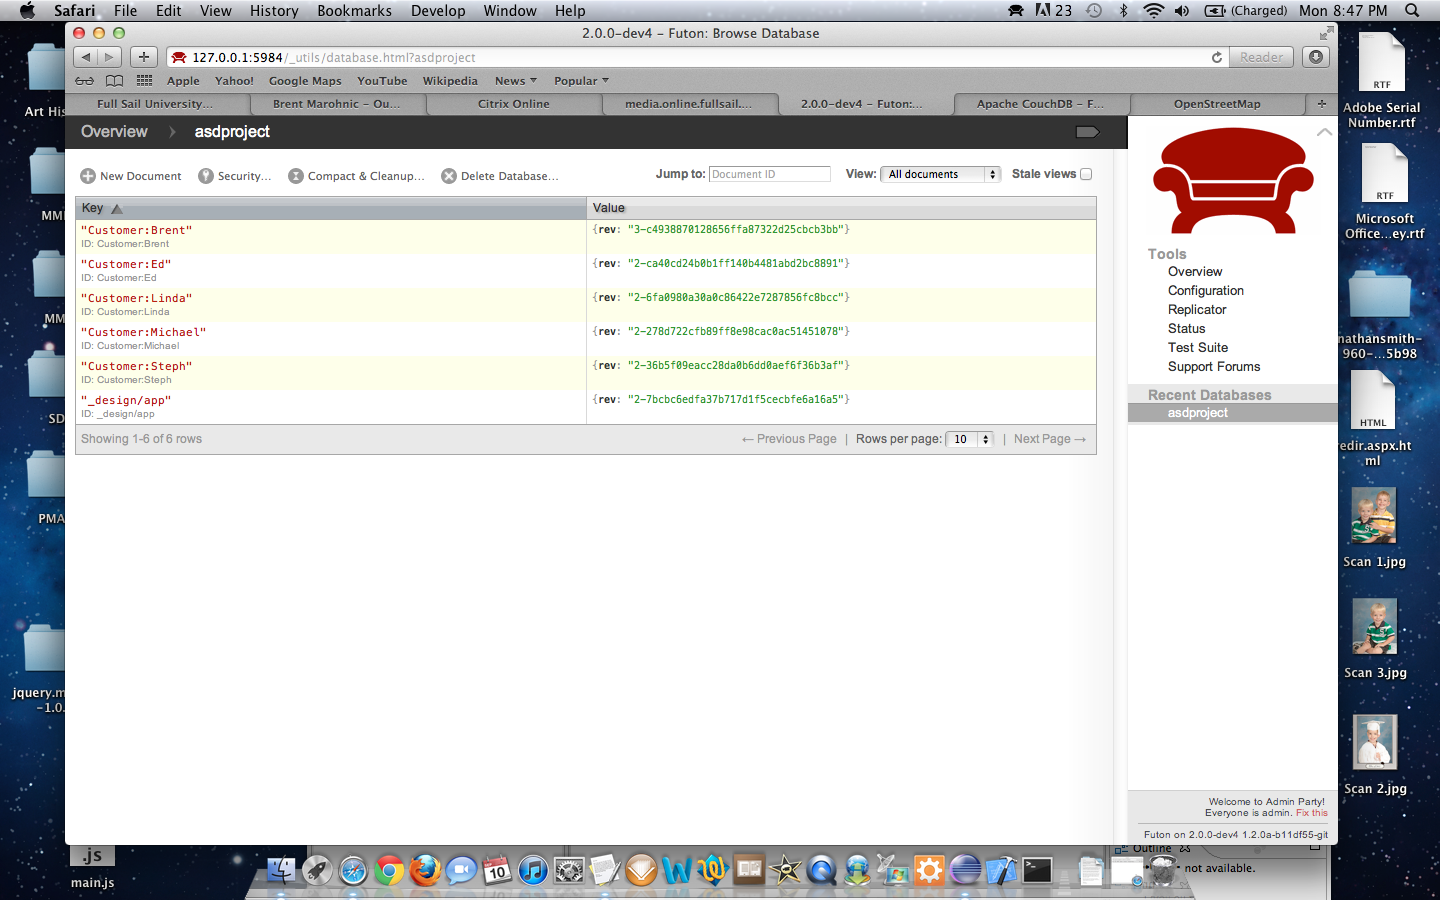 Safari File Edit View History Bookmarks Develop Window Help 23 (Charged) Mon 8:47 PM
2.0.0-dev4 – Futon: Browse Database
127.0.0.1:5984/_utils/database.html?asdproject Reader
Apple Yahoo! Google Maps YouTube Wikipedia News Popular
Full Sail University... Brent Marohnic – Ou... Citrix Online media.online.fullsail.... 2.0.0-dev4 – Futon:... Apache CouchDB – F... OpenStreetMap
Overview asdproject
New Document Security... Compact & Cleanup... Delete Database... Jump to: Document ID View: All documents Stale views
Key Value
"Customer:Brent" {rev: "3-c4938870128656ffa87322d25cbcb3bb"}
ID: Customer:Brent
"Customer:Ed" {rev: "2-ca40cd24b0b1ff140b4481abd2bc8891"}
ID: Customer:Ed
"Customer:Linda" {rev: "2-6fa0980a30a0c86422e7287856fc8bcc"}
ID: Customer:Linda
"Customer:Michael" {rev: "2-278d722cfb89ff8e98cac0ac51451078"}
ID: Customer:Michael
"Customer:Steph" {rev: "2-36b5f09eacc28da0b6dd0aef6f36b3af"}
ID: Customer:Steph
"_design/app" {rev: "2-7bcbc6edfa37b717d1f5cecbfe6a16a5"}
ID: _design/app
Showing 1-6 of 6 rows ← Previous Page | Rows per page: 10 | Next Page →
Tools
Overview
Configuration
Replicator
Status
Test Suite
Support Forums
Recent Databases
asdproject
Welcome to Admin Party!
Everyone is admin. Fix this
Futon on 2.0.0-dev4 1.2.0a-b11df55-git
Art His
MM
MM
SD
PMA
jquery.m
-1.0.
.js
main.js
RTF
Adobe Serial
Number.rtf
RTF
Microsoft
Office...ey.rtf
nathansmith-
960-...5b98
HTML
redir.aspx.ht
ml
Scan 1.jpg
Scan 3.jpg
Scan 2.jpg
Outline
not available.
NOV
10